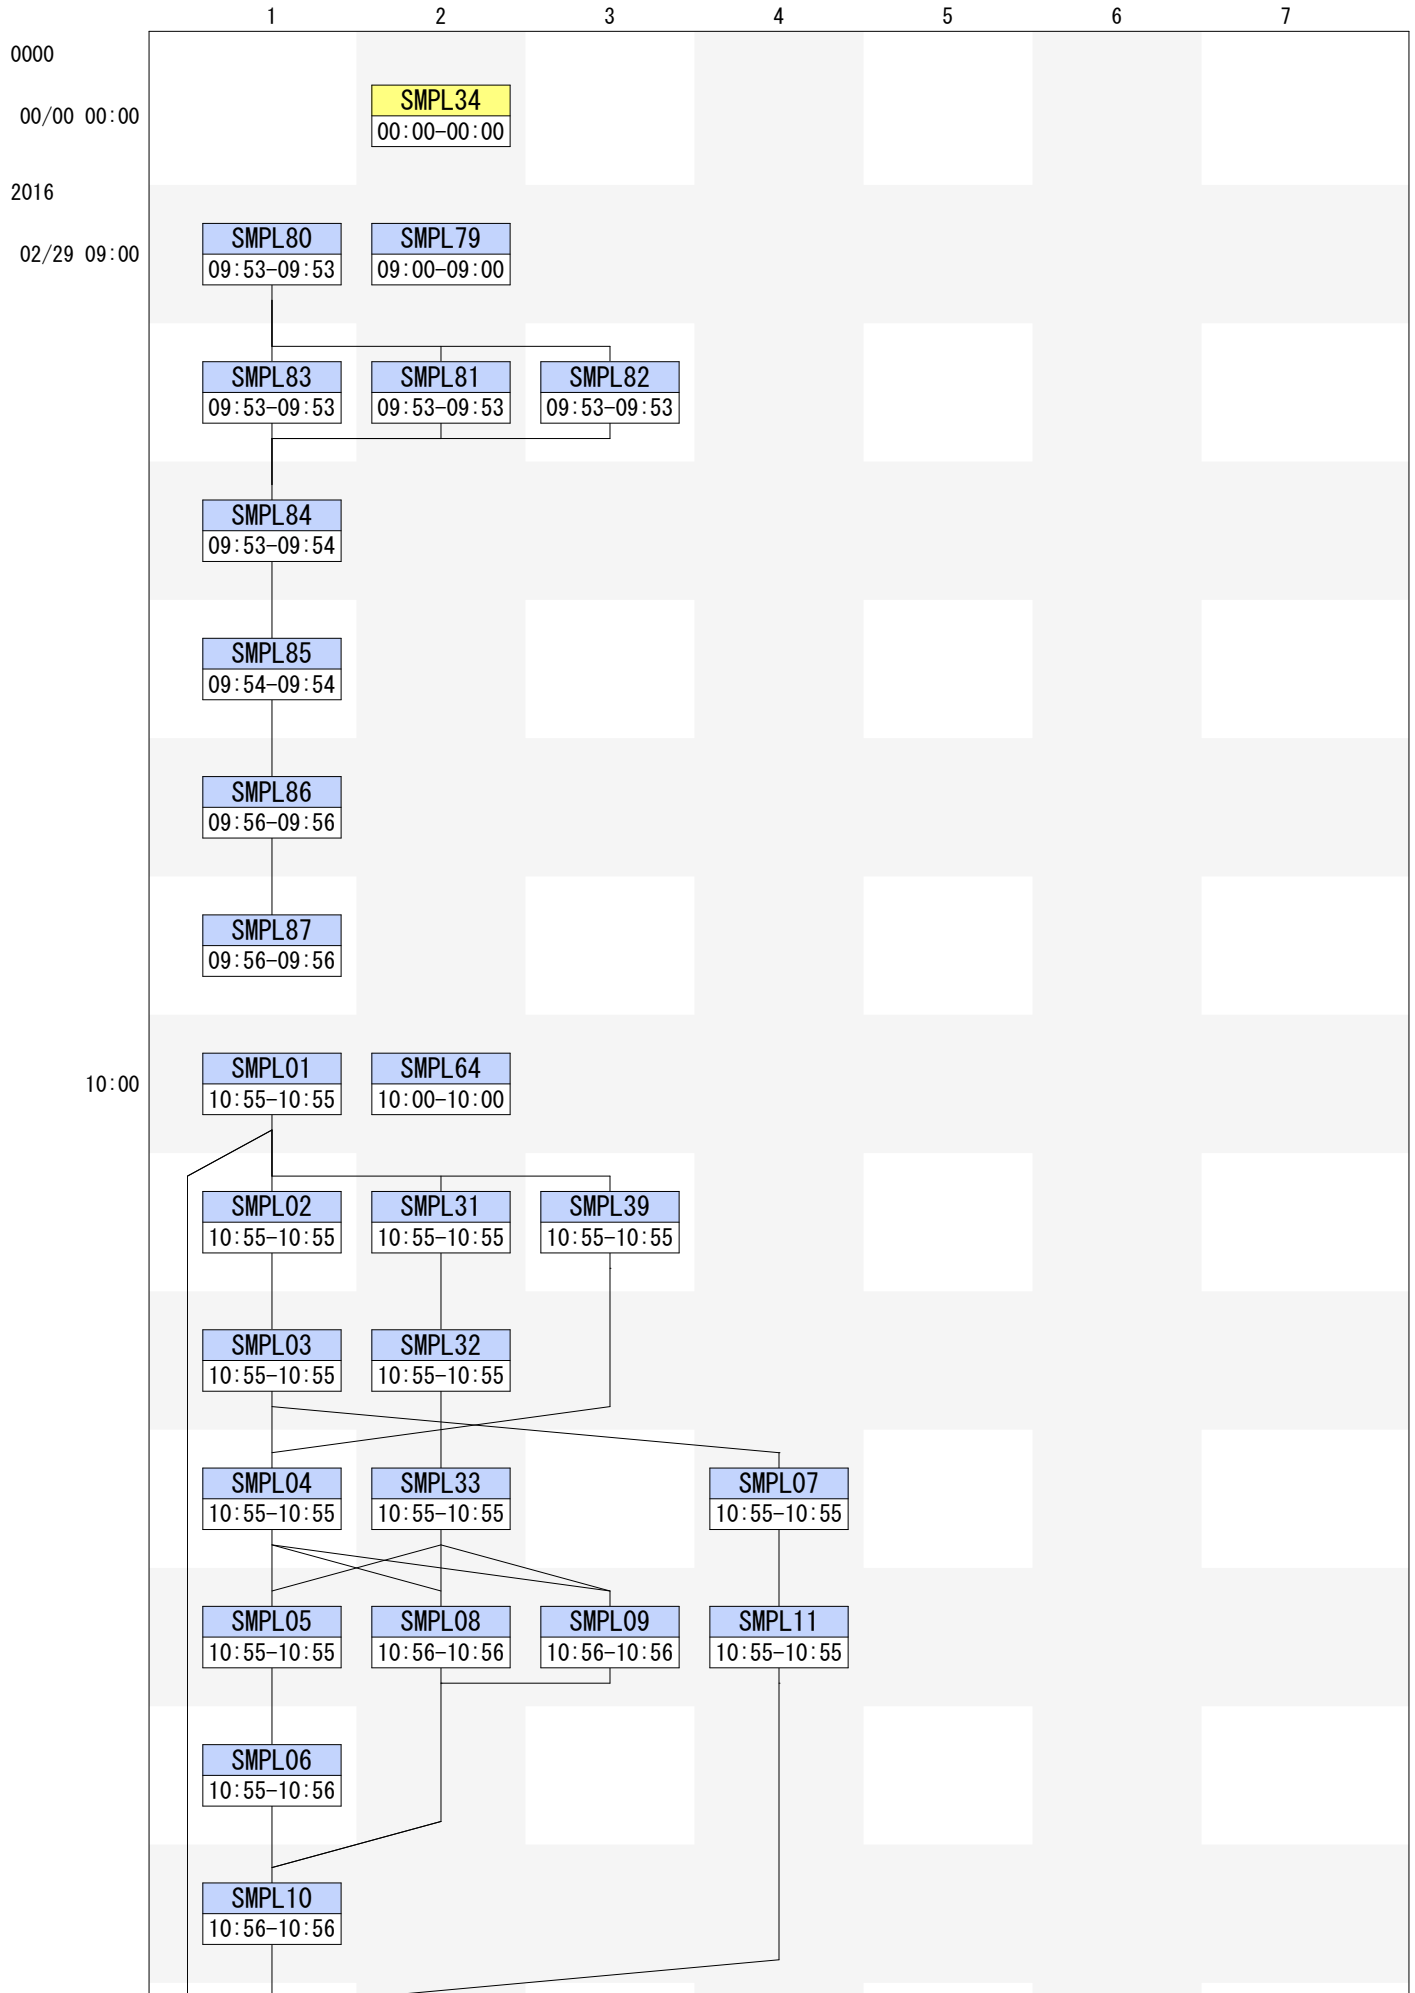 1 2 3 4 5 6 7
0000
SMPL34
00/00 00:00
00:00-00:00
2016
SMPL80 SMPL79
02/29 09:00
09:53-09:53 09:00-09:00
SMPL83 SMPL81 SMPL82
09:53-09:53 09:53-09:53 09:53-09:53
SMPL84
09:53-09:54
SMPL85
09:54-09:54
SMPL86
09:56-09:56
SMPL87
09:56-09:56
SMPL01 SMPL64
10:00
10:55-10:55 10:00-10:00
SMPL02 SMPL31 SMPL39
10:55-10:55 10:55-10:55 10:55-10:55
SMPL03 SMPL32
10:55-10:55 10:55-10:55
SMPL04 SMPL33 SMPL07
10:55-10:55 10:55-10:55 10:55-10:55
SMPL05 SMPL08 SMPL09 SMPL11
10:55-10:55 10:56-10:56 10:56-10:56 10:55-10:55
SMPL06
10:55-10:56
SMPL10
10:56-10:56